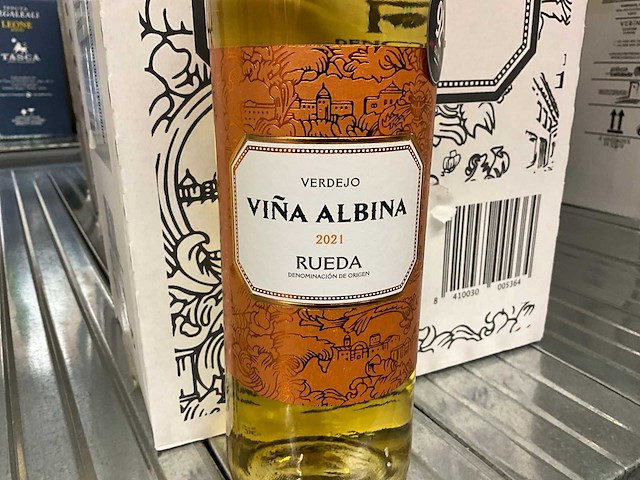 LEONE
TASCA
VERDEJO
VIÑA ALBINA
2021
RUEDA
DENOMINACIÓN DE ORIGEN
8 410030 005364